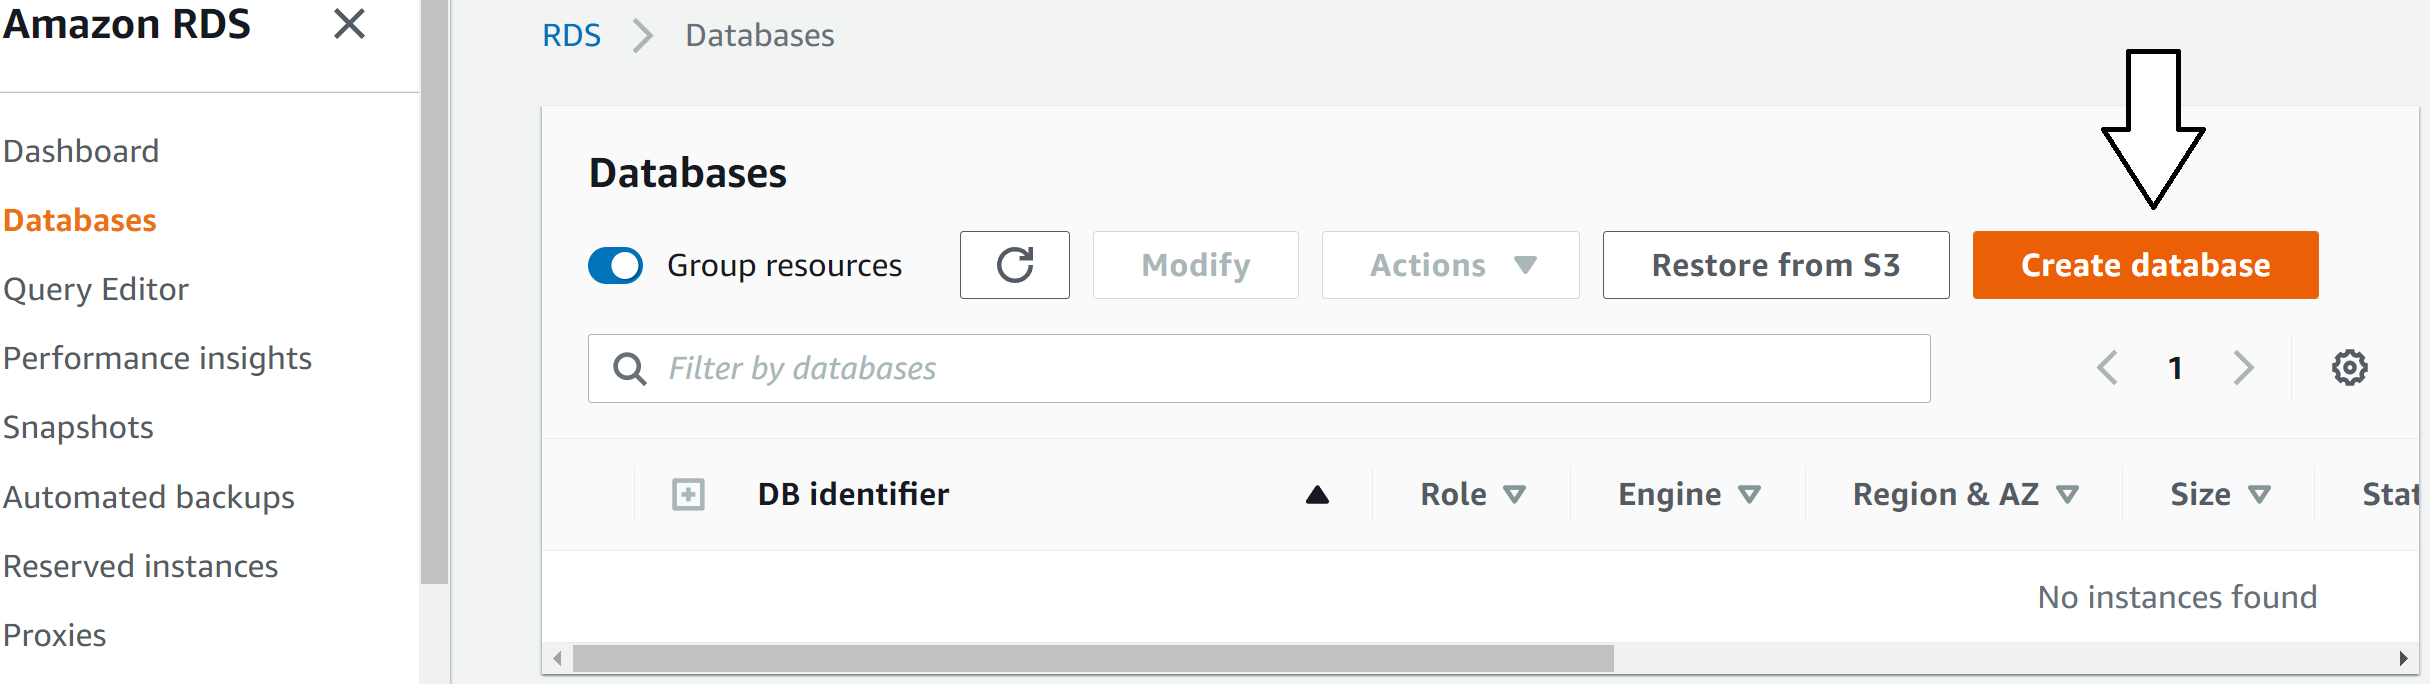 Amazon RDS
Dashboard
Databases
Query Editor
Performance insights
Snapshots
Automated backups
Reserved instances
Proxies
RDS Databases
Databases
Group resources Modify Actions Restore from S3 Create database
Filter by databases 1
DB identifier Role Engine Region & AZ Size Stat
No instances found